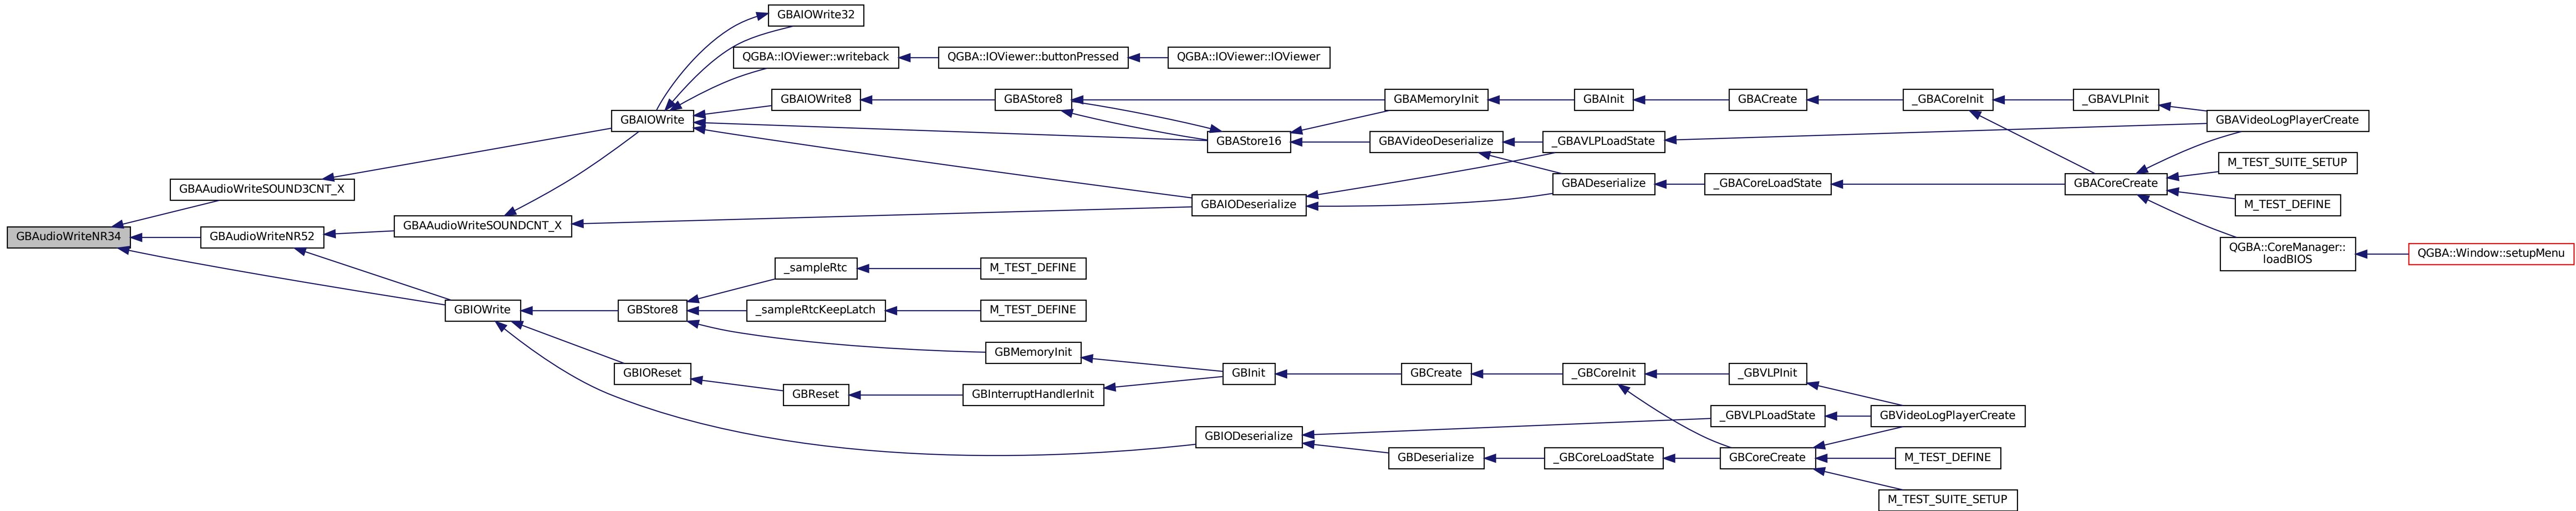 GBAIOWrite32
QGBA::IOViewer::writeback
QGBA::IOViewer::buttonPressed
QGBA::IOViewer::IOViewer
GBAIOWrite8
GBAStore8
GBAMemoryInit
GBAInit
GBACreate
_GBACoreInit
_GBAVLPInit
GBAIOWrite
GBAVideoLogPlayerCreate
GBAStore16
GBAVideoDeserialize
_GBAVLPLoadState
M_TEST_SUITE_SETUP
GBAAudioWriteSOUND3CNT_X
GBADeserialize
_GBACoreLoadState
GBACoreCreate
GBAIODeserialize
M_TEST_DEFINE
GBAAudioWriteSOUNDCNT_X
GBAudioWriteNR34
GBAudioWriteNR52
QGBA::CoreManager::
loadBIOS
QGBA::Window::setupMenu
_sampleRtc
M_TEST_DEFINE
GBIOWrite
GBStore8
_sampleRtcKeepLatch
M_TEST_DEFINE
GBMemoryInit
GBIOReset
GBInit
GBCreate
_GBCoreInit
_GBVLPInit
GBReset
GBInterruptHandlerInit
_GBVLPLoadState
GBVideoLogPlayerCreate
GBIODeserialize
GBDeserialize
_GBCoreLoadState
GBCoreCreate
M_TEST_DEFINE
M_TEST_SUITE_SETUP